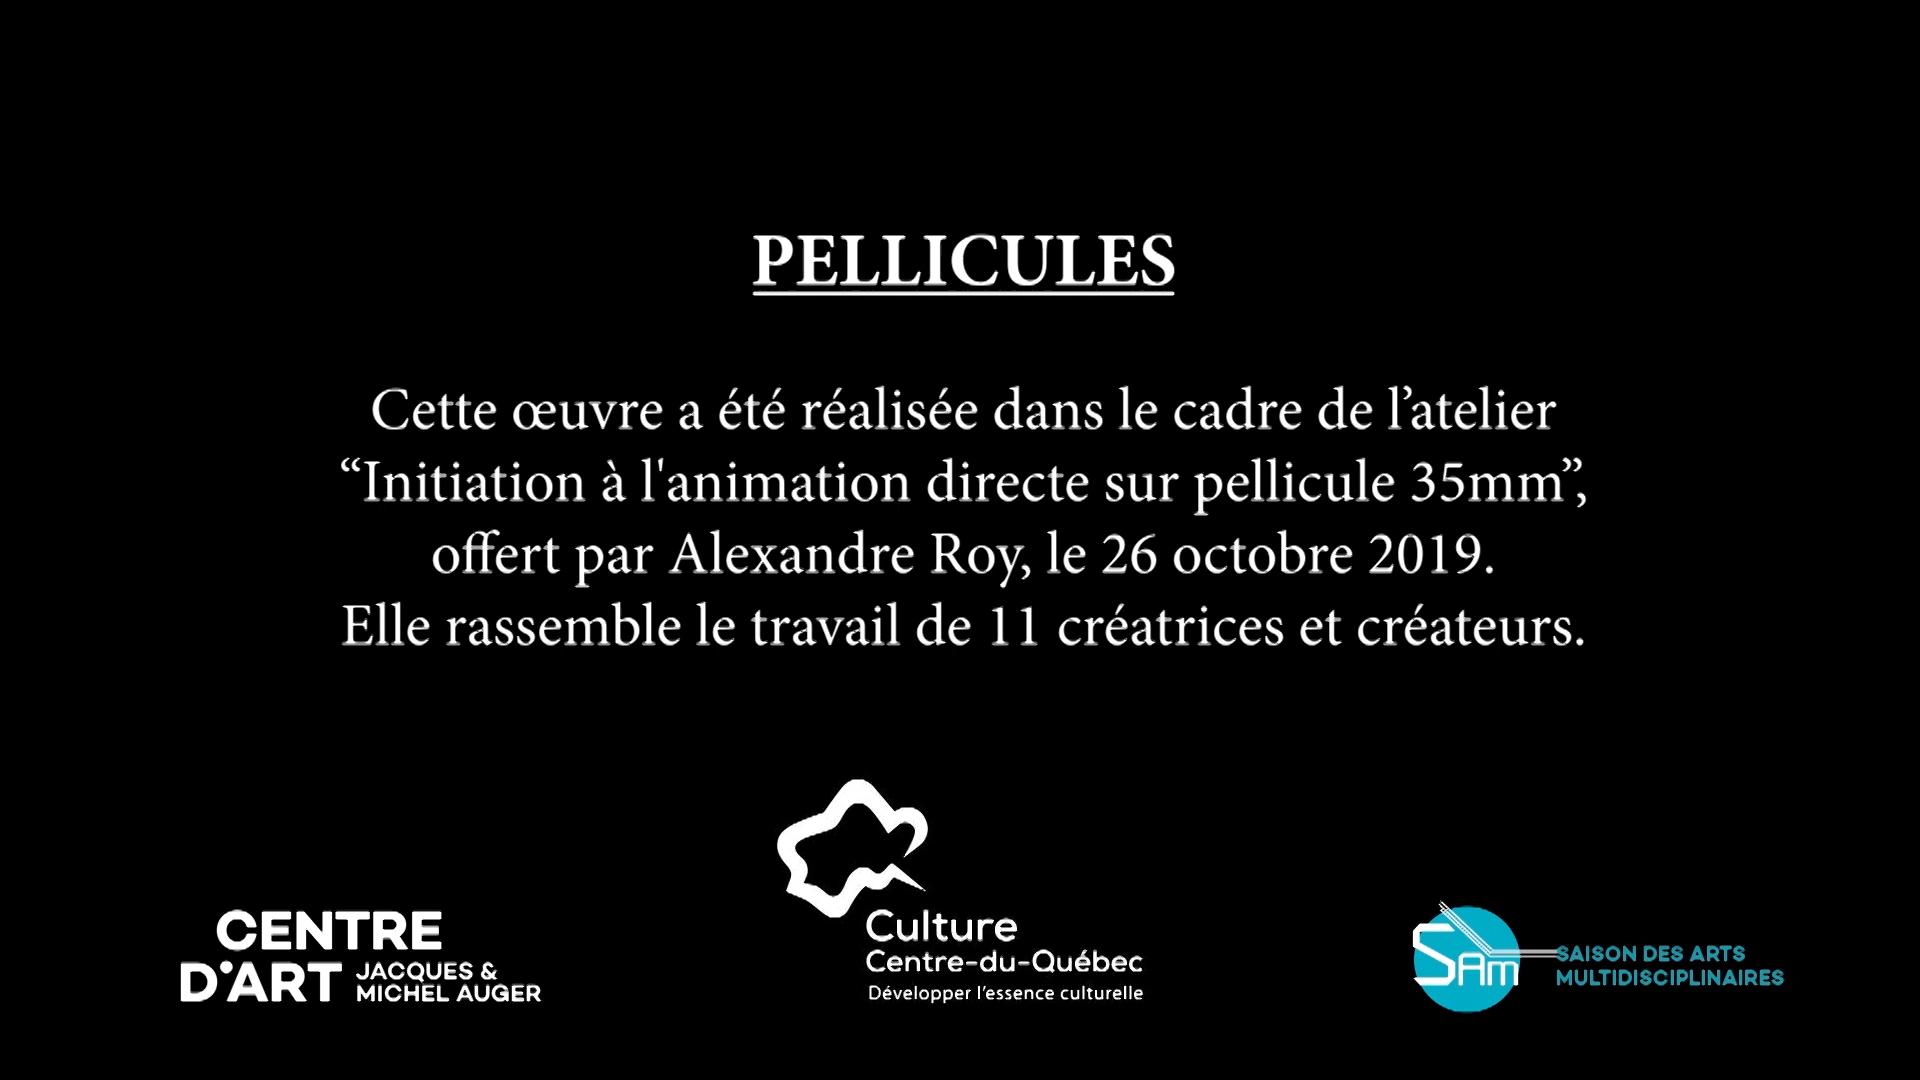 PELLICULES
Cette œuvre a été réalisée dans le cadre de l’atelier
“Initiation à l'animation directe sur pellicule 35mm”,
offert par Alexandre Roy, le 26 octobre 2019.
Elle rassemble le travail de 11 créatrices et créateurs.
CENTRE
D'ART JACQUES &
MICHEL AUGER
Culture
Centre-du-Québec
Développer l'essence culturelle
SAm
SAISON DES ARTS
MULTIDISCIPLINAIRES